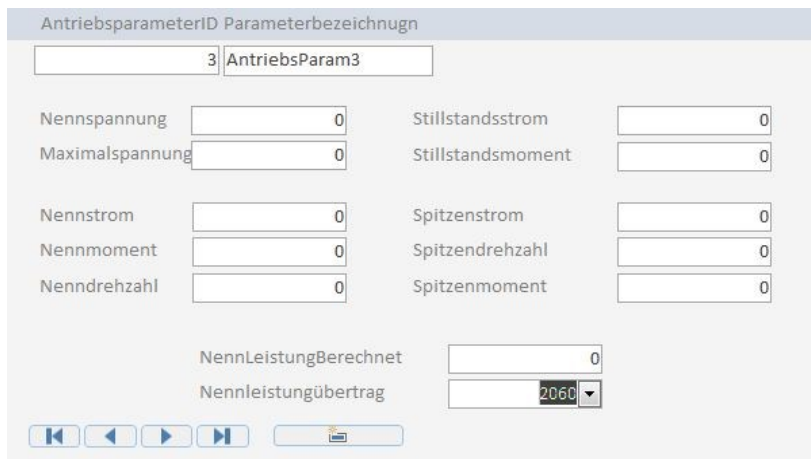 AntriebsparameterID Parameterbezeichnugn
3 AntriebsParam3
Nennspannung 0 Stillstandsstrom 0
Maximalspannung 0 Stillstandsmoment 0
Nennstrom 0 Spitzenstrom 0
Nennmoment 0 Spitzendrehzahl 0
Nenndrehzahl 0 Spitzenmoment 0
NennLeistungBerechnet 0
Nennleistungübertrag 2060